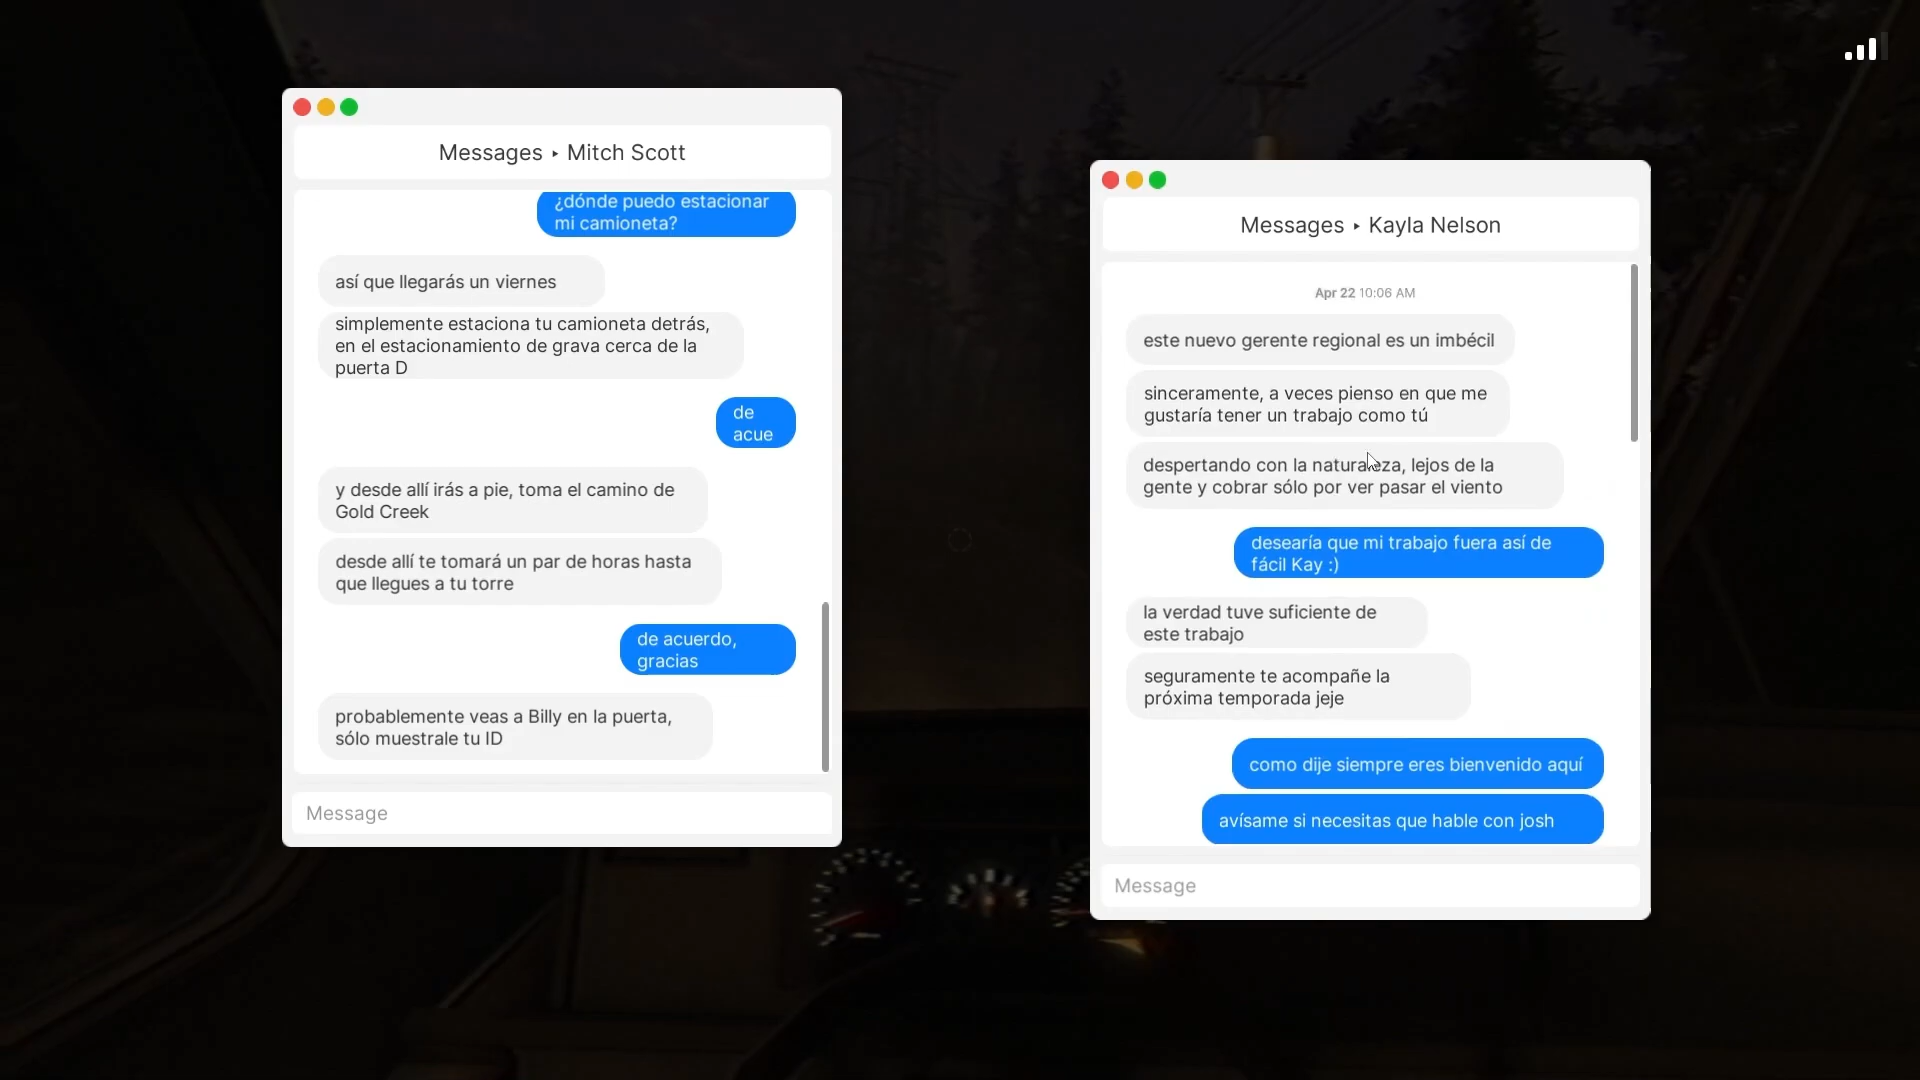 Messages ▸ Mitch Scott
¿dónde puedo estacionar
mi camioneta?
así que llegarás un viernes
simplemente estaciona tu camioneta detrás,
en el estacionamiento de grava cerca de la
puerta D
de
acue
y desde allí irás a pie, toma el camino de
Gold Creek
desde allí te tomará un par de horas hasta
que llegues a tu torre
de acuerdo,
gracias
probablemente veas a Billy en la puerta,
sólo muestrale tu ID
Message
Messages ▸ Kayla Nelson
Apr 22 10:06 AM
este nuevo gerente regional es un imbécil
sinceramente, a veces pienso en que me
gustaría tener un trabajo como tú
despertando con la naturaleza, lejos de la
gente y cobrar sólo por ver pasar el viento
desearía que mi trabajo fuera así de
fácil Kay :)
la verdad tuve suficiente de
este trabajo
seguramente te acompañe la
próxima temporada jeje
como dije siempre eres bienvenido aquí
avísame si necesitas que hable con josh
Message